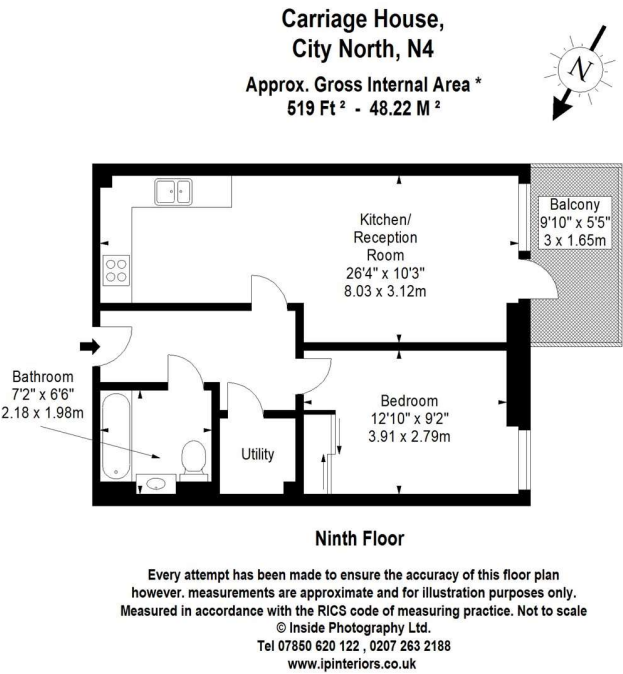 Carriage House,
City North, N4
Approx. Gross Internal Area *
519 Ft ² - 48.22 M ²
N
Balcony
9'10" x 5'5"
3 x 1.65m
Kitchen/
Reception
Room
26'4" x 10'3"
8.03 x 3.12m
Bathroom
7'2" x 6'6"
2.18 x 1.98m
Bedroom
12'10" x 9'2"
3.91 x 2.79m
Utility
Ninth Floor
Every attempt has been made to ensure the accuracy of this floor plan
however. measurements are approximate and for illustration purposes only.
Measured in accordance with the RICS code of measuring practice. Not to scale
© Inside Photography Ltd.
Tel 07850 620 122 , 0207 263 2188
www.ipinteriors.co.uk